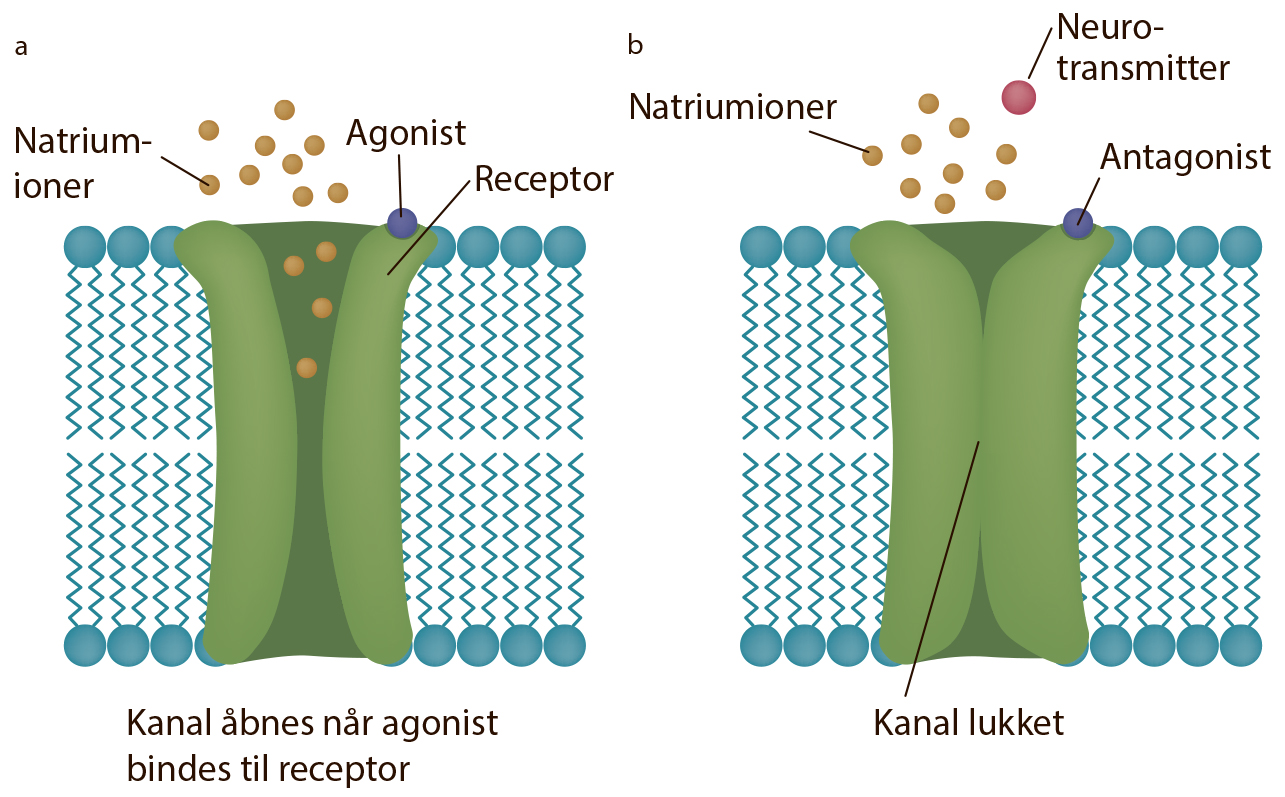 a
Natrium-
ioner
Agonist
Receptor
Kanal åbnes når agonist
bindes til receptor
b
Neuro-
transmitter
Natriumioner
Antagonist
Kanal lukket